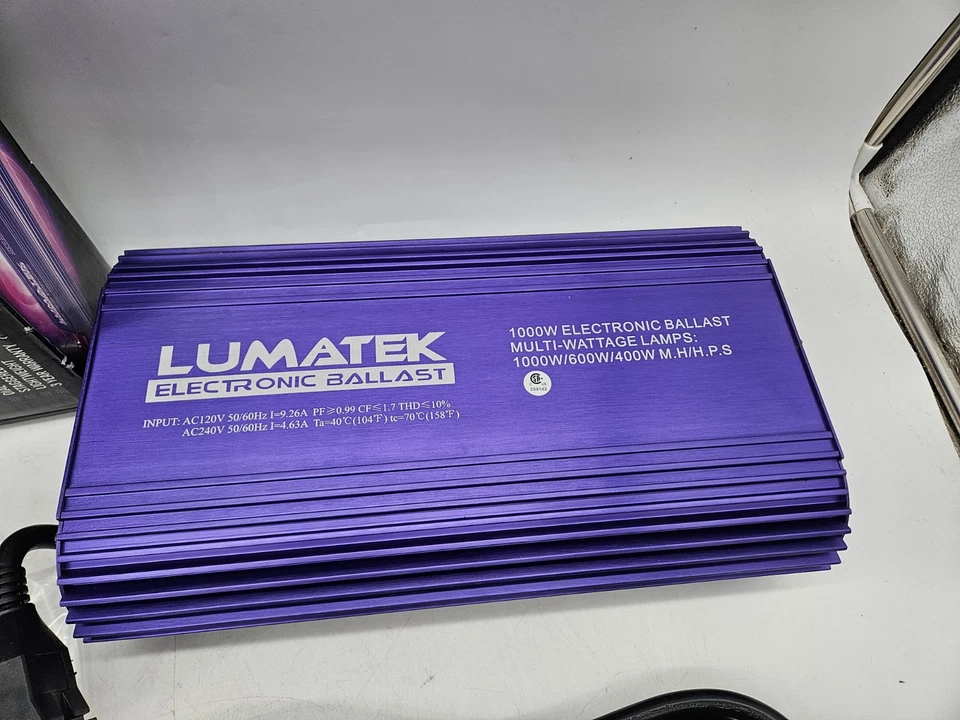 LUMATEK
ELECTRONIC BALLAST
INPUT: AC120V 50/60Hz I=9.26A PF≥0.99 CF≤1.7 THD≤10%
AC240V 50/60Hz I=4.63A Ta=40℃(104℉) tc=70℃(158℉)
1000W ELECTRONIC BALLAST
MULTI-WATTAGE LAMPS:
1000W/600W/400W M.H/H.P.S